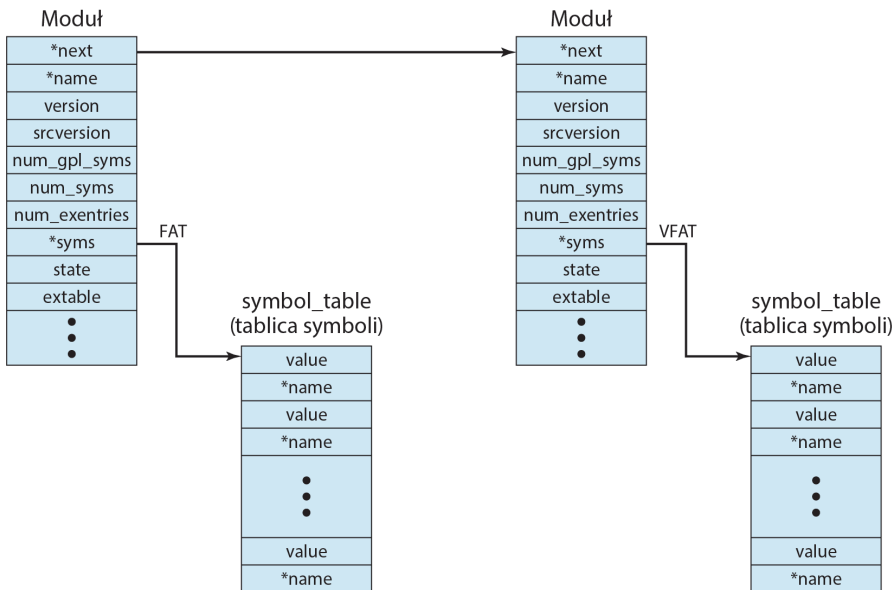 Moduł
*next
*name
version
srcversion
num_gpl_syms
num_syms
num_exentries
*syms
state
extable
FAT
symbol_table
(tablica symboli)
value
*name
value
*name
value
*name
Moduł
*next
*name
version
srcversion
num_gpl_syms
num_syms
num_exentries
*syms
state
extable
VFAT
symbol_table
(tablica symboli)
value
*name
value
*name
value
*name